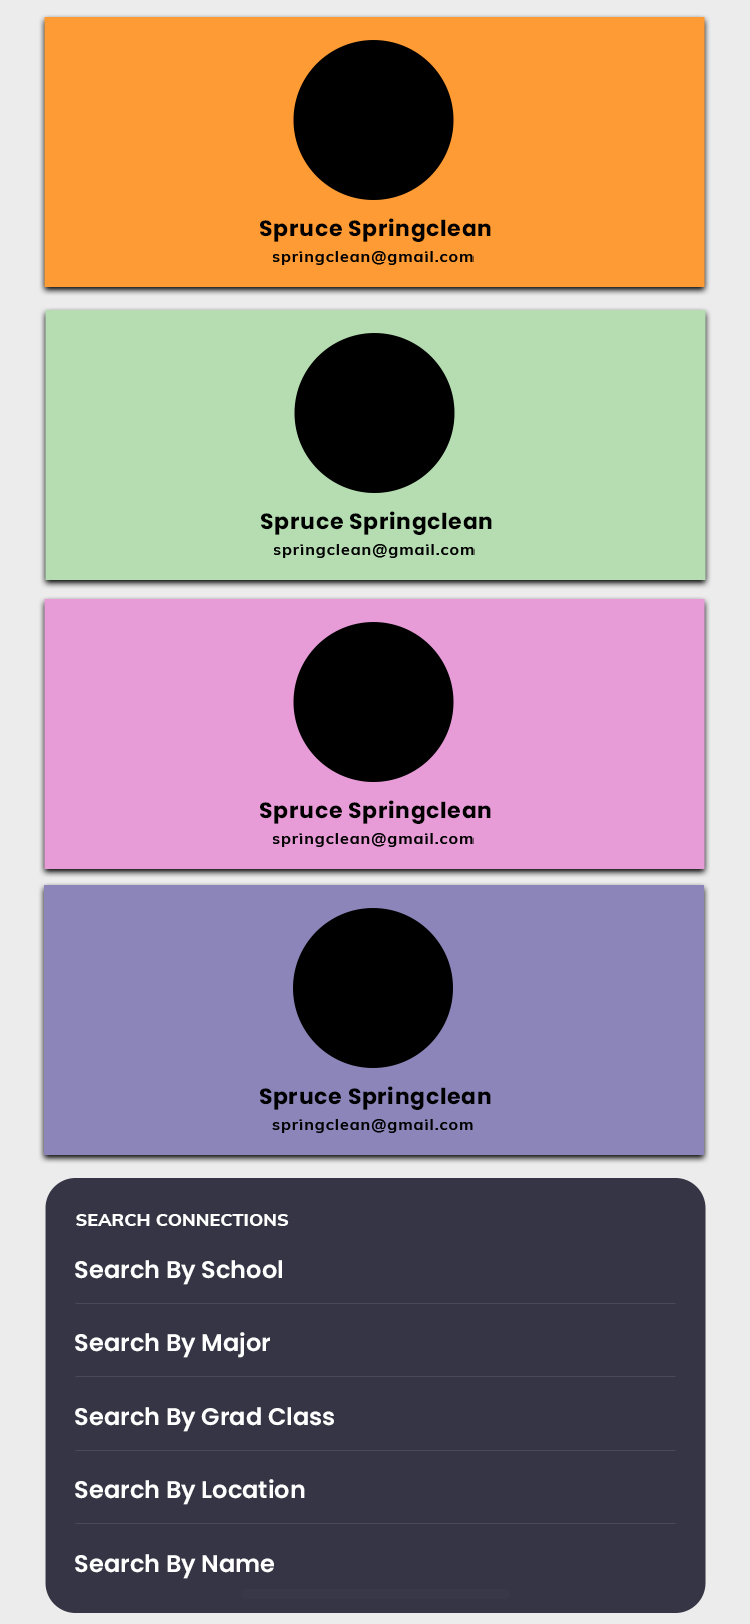 Spruce Springclean
springclean@gmail.com
Spruce Springclean
springclean@gmail.com
Spruce Springclean
springclean@gmail.com
Spruce Springclean
springclean@gmail.com
SEARCH CONNECTIONS
Search By School
Search By Major
Search By Grad Class
Search By Location
Search By Name